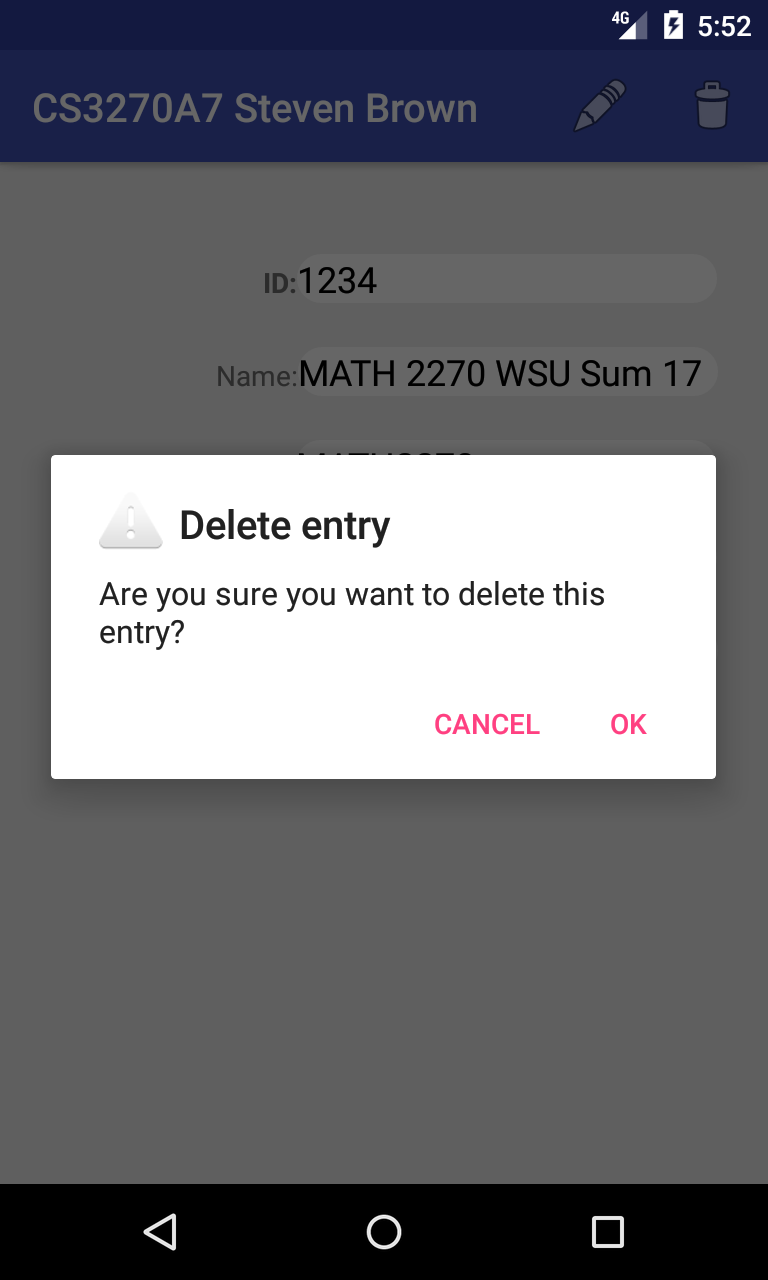 4G 5:52
CS3270A7 Steven Brown
ID: 1234
Name: MATH 2270 WSU Sum 17
Delete entry
Are you sure you want to delete this
entry?
CANCEL OK